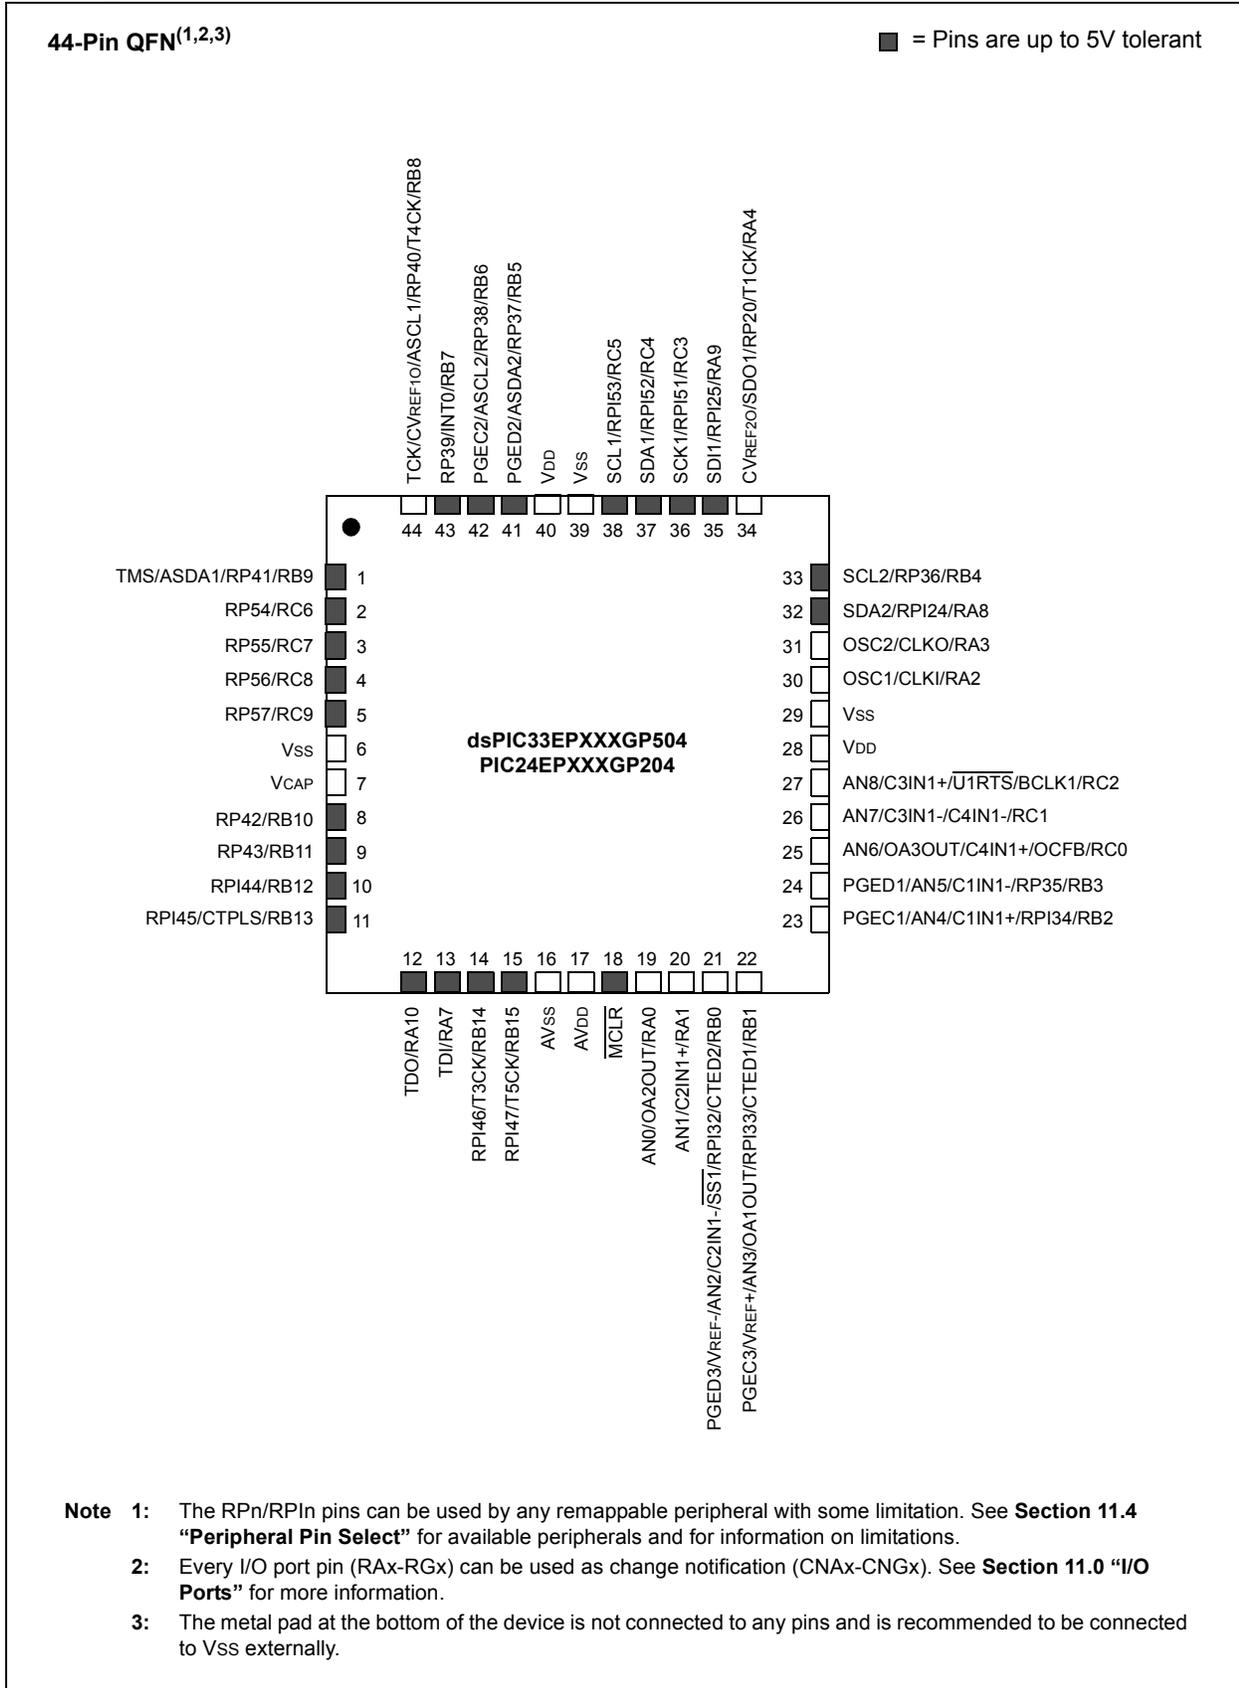 44-Pin QFN(1,2,3)
= Pins are up to 5V tolerant
TCK/CVREF1O/ASCL1/RP40/T4CK/RB8
RP39/INT0/RB7
PGEC2/ASCL2/RP38/RB6
PGED2/ASDA2/RP37/RB5
VDD
VSS
SCL1/RPI53/RC5
SDA1/RPI52/RC4
SCK1/RPI51/RC3
SDI1/RPI25/RA9
CVREF2O/SDO1/RP20/T1CK/RA4
44 43 42 41 40 39 38 37 36 35 34
TMS/ASDA1/RP41/RB9 1
RP54/RC6 2
RP55/RC7 3
RP56/RC8 4
RP57/RC9 5
VSS 6
VCAP 7
RP42/RB10 8
RP43/RB11 9
RPI44/RB12 10
RPI45/CTPLS/RB13 11
dsPIC33EPXXXGP504
PIC24EPXXXGP204
33 SCL2/RP36/RB4
32 SDA2/RPI24/RA8
31 OSC2/CLKO/RA3
30 OSC1/CLKI/RA2
29 VSS
28 VDD
27 AN8/C3IN1+/U1RTS/BCLK1/RC2
26 AN7/C3IN1-/C4IN1-/RC1
25 AN6/OA3OUT/C4IN1+/OCFB/RC0
24 PGED1/AN5/C1IN1-/RP35/RB3
23 PGEC1/AN4/C1IN1+/RPI34/RB2
12 13 14 15 16 17 18 19 20 21 22
TDO/RA10
TDI/RA7
RPI46/T3CK/RB14
RPI47/T5CK/RB15
AVSS
AVDD
MCLR
AN0/OA2OUT/RA0
AN1/C2IN1+/RA1
PGED3/VREF-/AN2/C2IN1-/SS1/RPI32/CTED2/RB0
PGEC3/VREF+/AN3/OA1OUT/RPI33/CTED1/RB1
Note 1: The RPn/RPIn pins can be used by any remappable peripheral with some limitation. See Section 11.4
“Peripheral Pin Select” for available peripherals and for information on limitations.
2: Every I/O port pin (RAx-RGx) can be used as change notification (CNAx-CNGx). See Section 11.0 “I/O
Ports” for more information.
3: The metal pad at the bottom of the device is not connected to any pins and is recommended to be connected
to VSS externally.